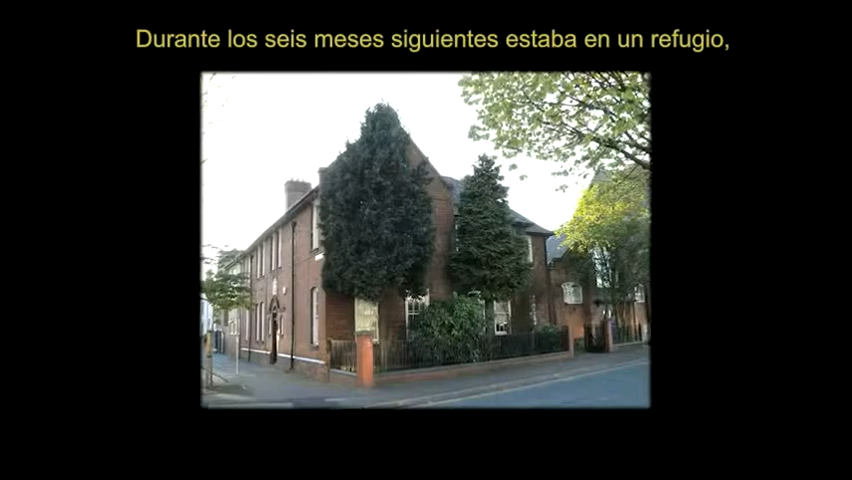 Durante los seis meses siguientes estaba en un refugio,